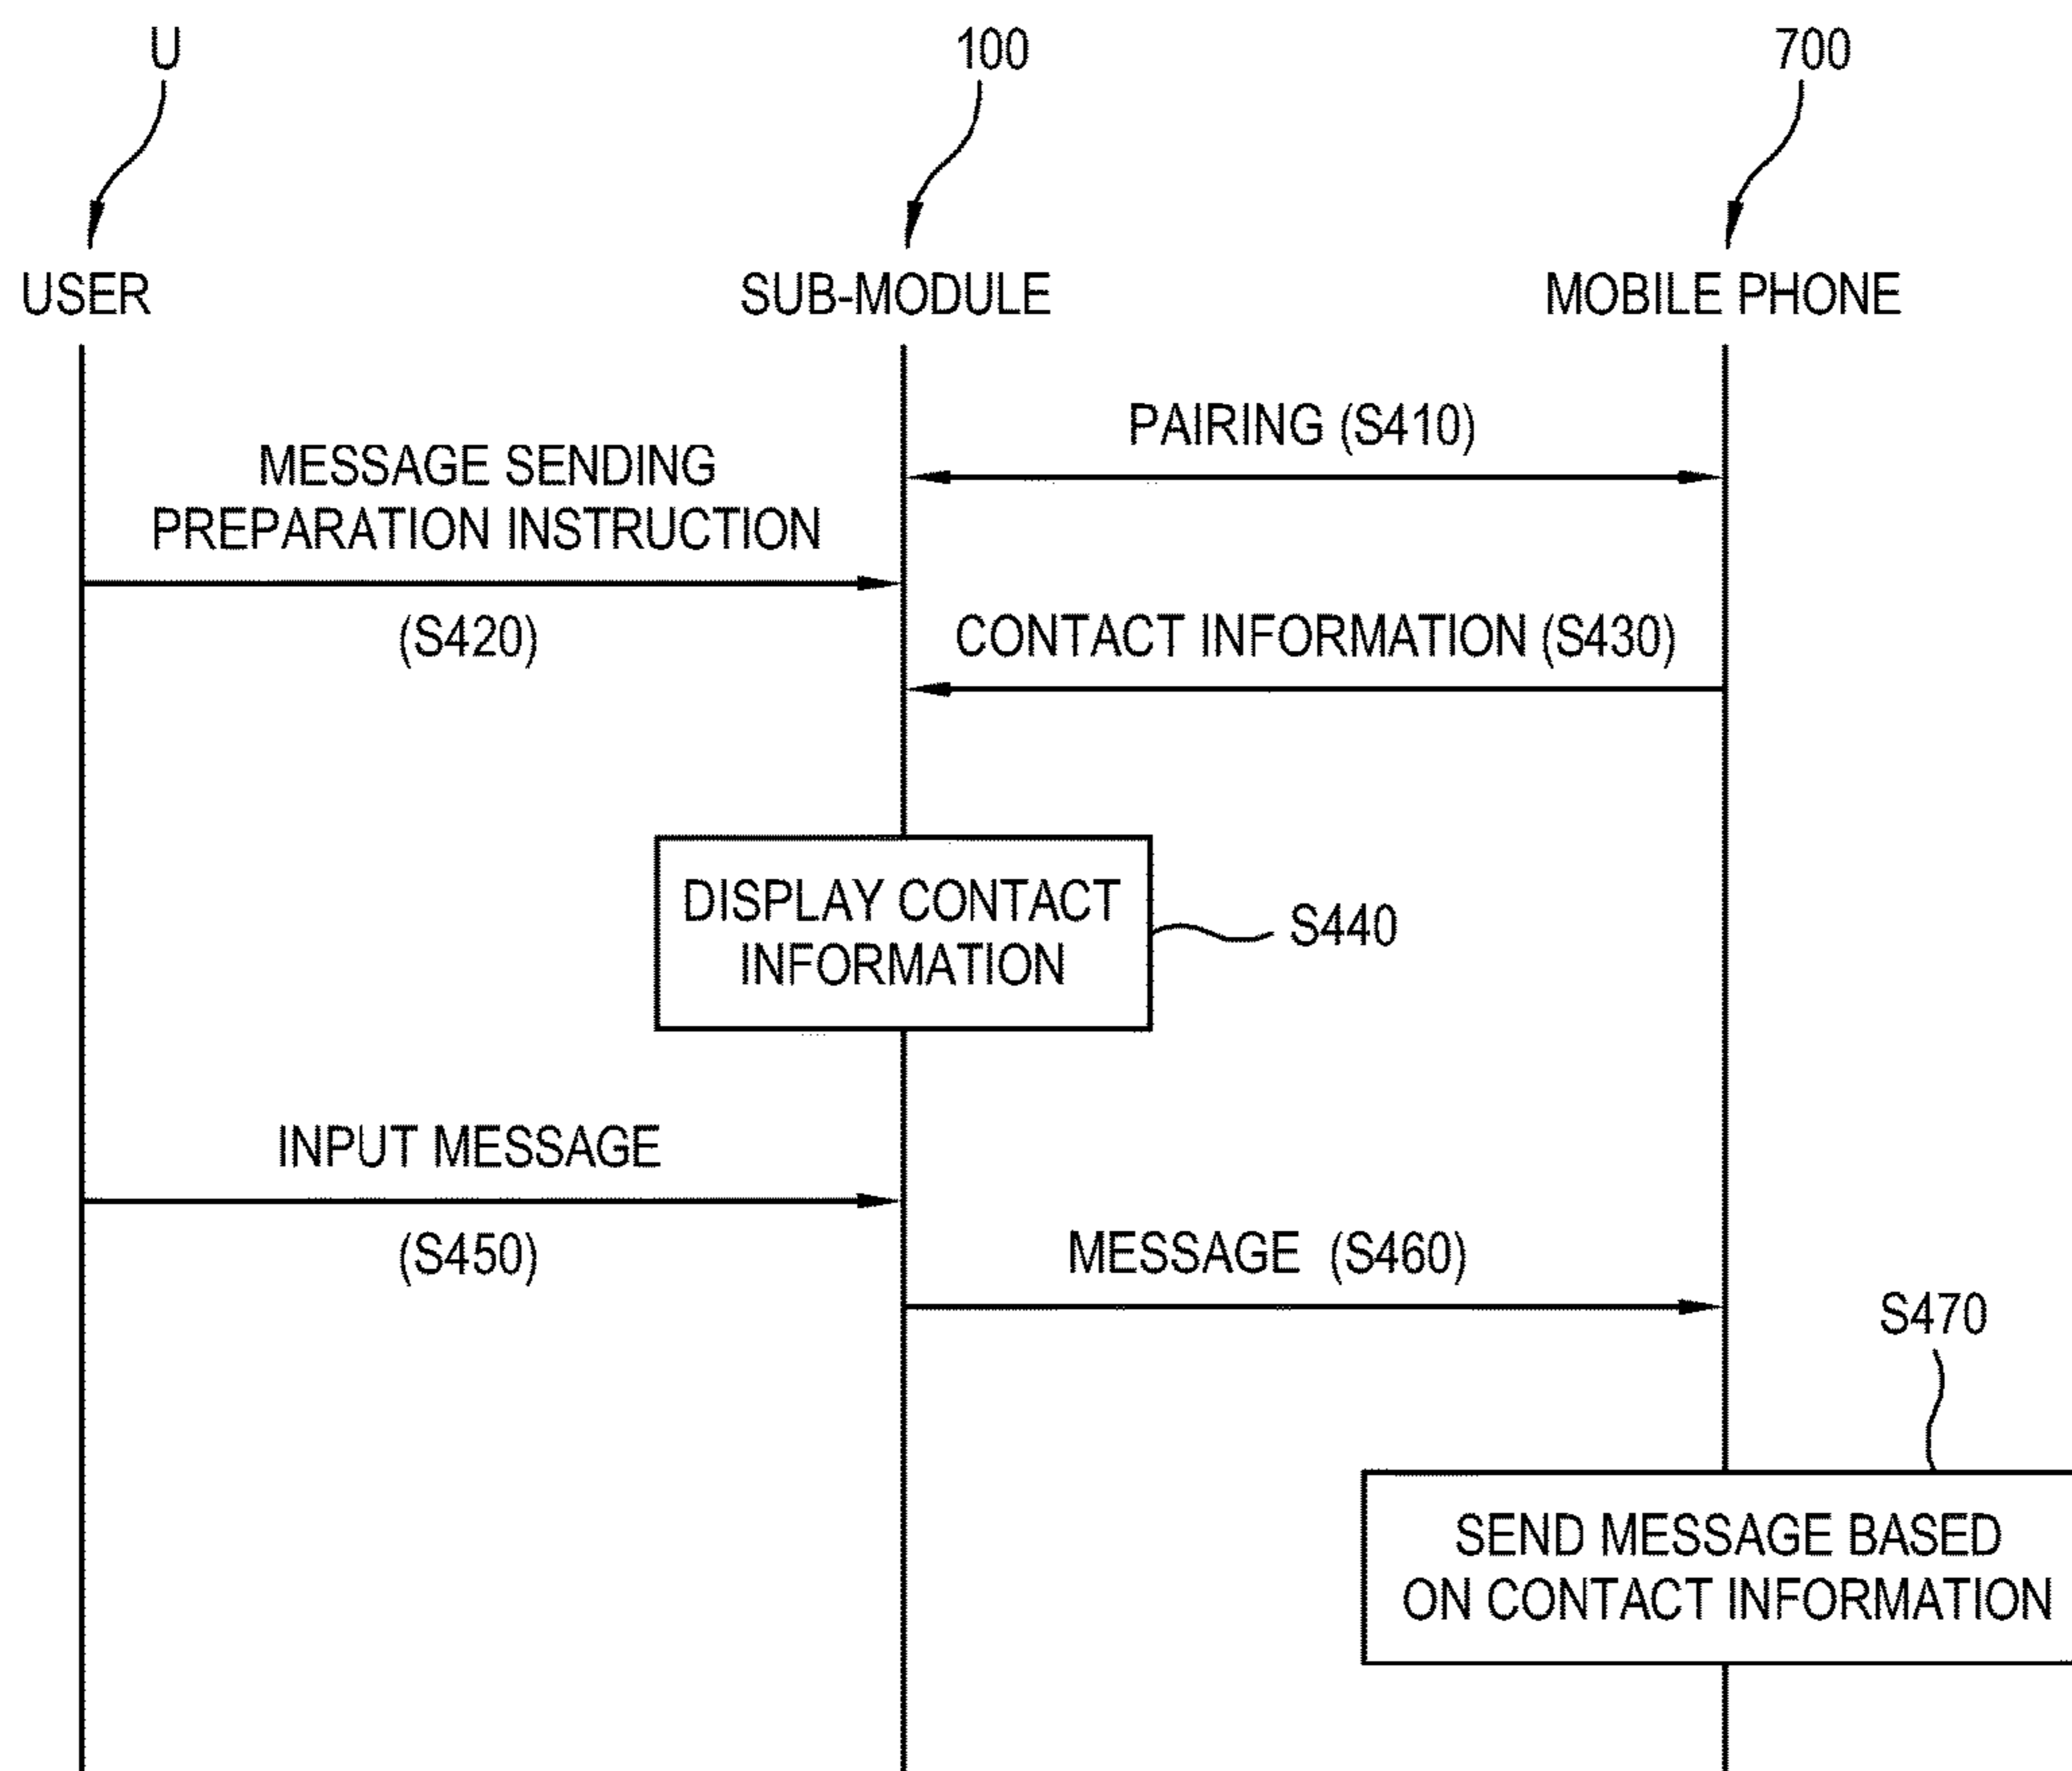 U
100
700
USER
SUB-MODULE
MOBILE PHONE
PAIRING (S410)
MESSAGE SENDING
PREPARATION INSTRUCTION
(S420)
CONTACT INFORMATION (S430)
DISPLAY CONTACT
INFORMATION
S440
INPUT MESSAGE
(S450)
MESSAGE (S460)
S470
SEND MESSAGE BASED
ON CONTACT INFORMATION